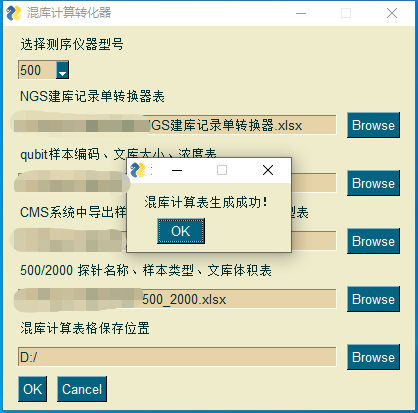 混库计算转化器
选择测序仪器型号
500
NGS建库记录单转换器表
NGS建库记录单转换器.xlsx
Browse
qubit样本编码、文库大小、浓度表
Browse
混库计算表生成成功!
OK
CMS系统中导出样
型表
Browse
500/2000 探针名称、样本类型、文库体积表
500_2000.xlsx
Browse
混库计算表格保存位置
D:/
Browse
OK
Cancel